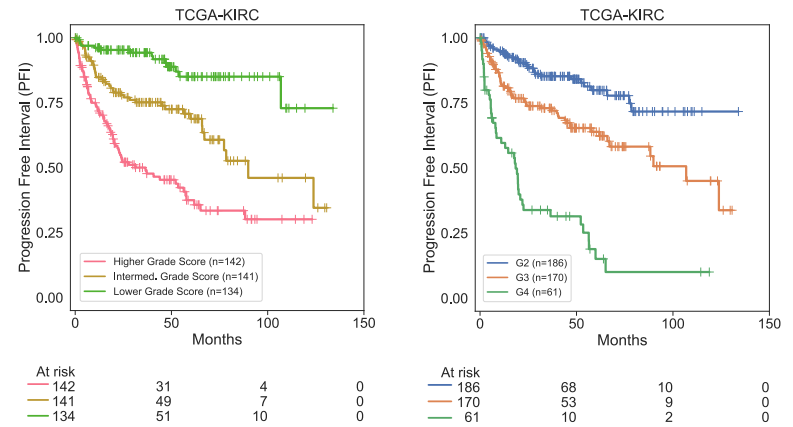 TCGA-KIRC
Progression Free Interval (PFI)
1.00
0.75
0.50
0.25
0.00
Higher Grade Score (n=142)
Intermed. Grade Score (n=141)
Lower Grade Score (n=134)
0 50 100 150
Months
At risk
142 31 4 0
141 49 7 0
134 51 10 0
TCGA-KIRC
Progression Free Interval (PFI)
1.00
0.75
0.50
0.25
0.00
G2 (n=186)
G3 (n=170)
G4 (n=61)
0 50 100 150
Months
At risk
186 68 10 0
170 53 9 0
61 10 2 0